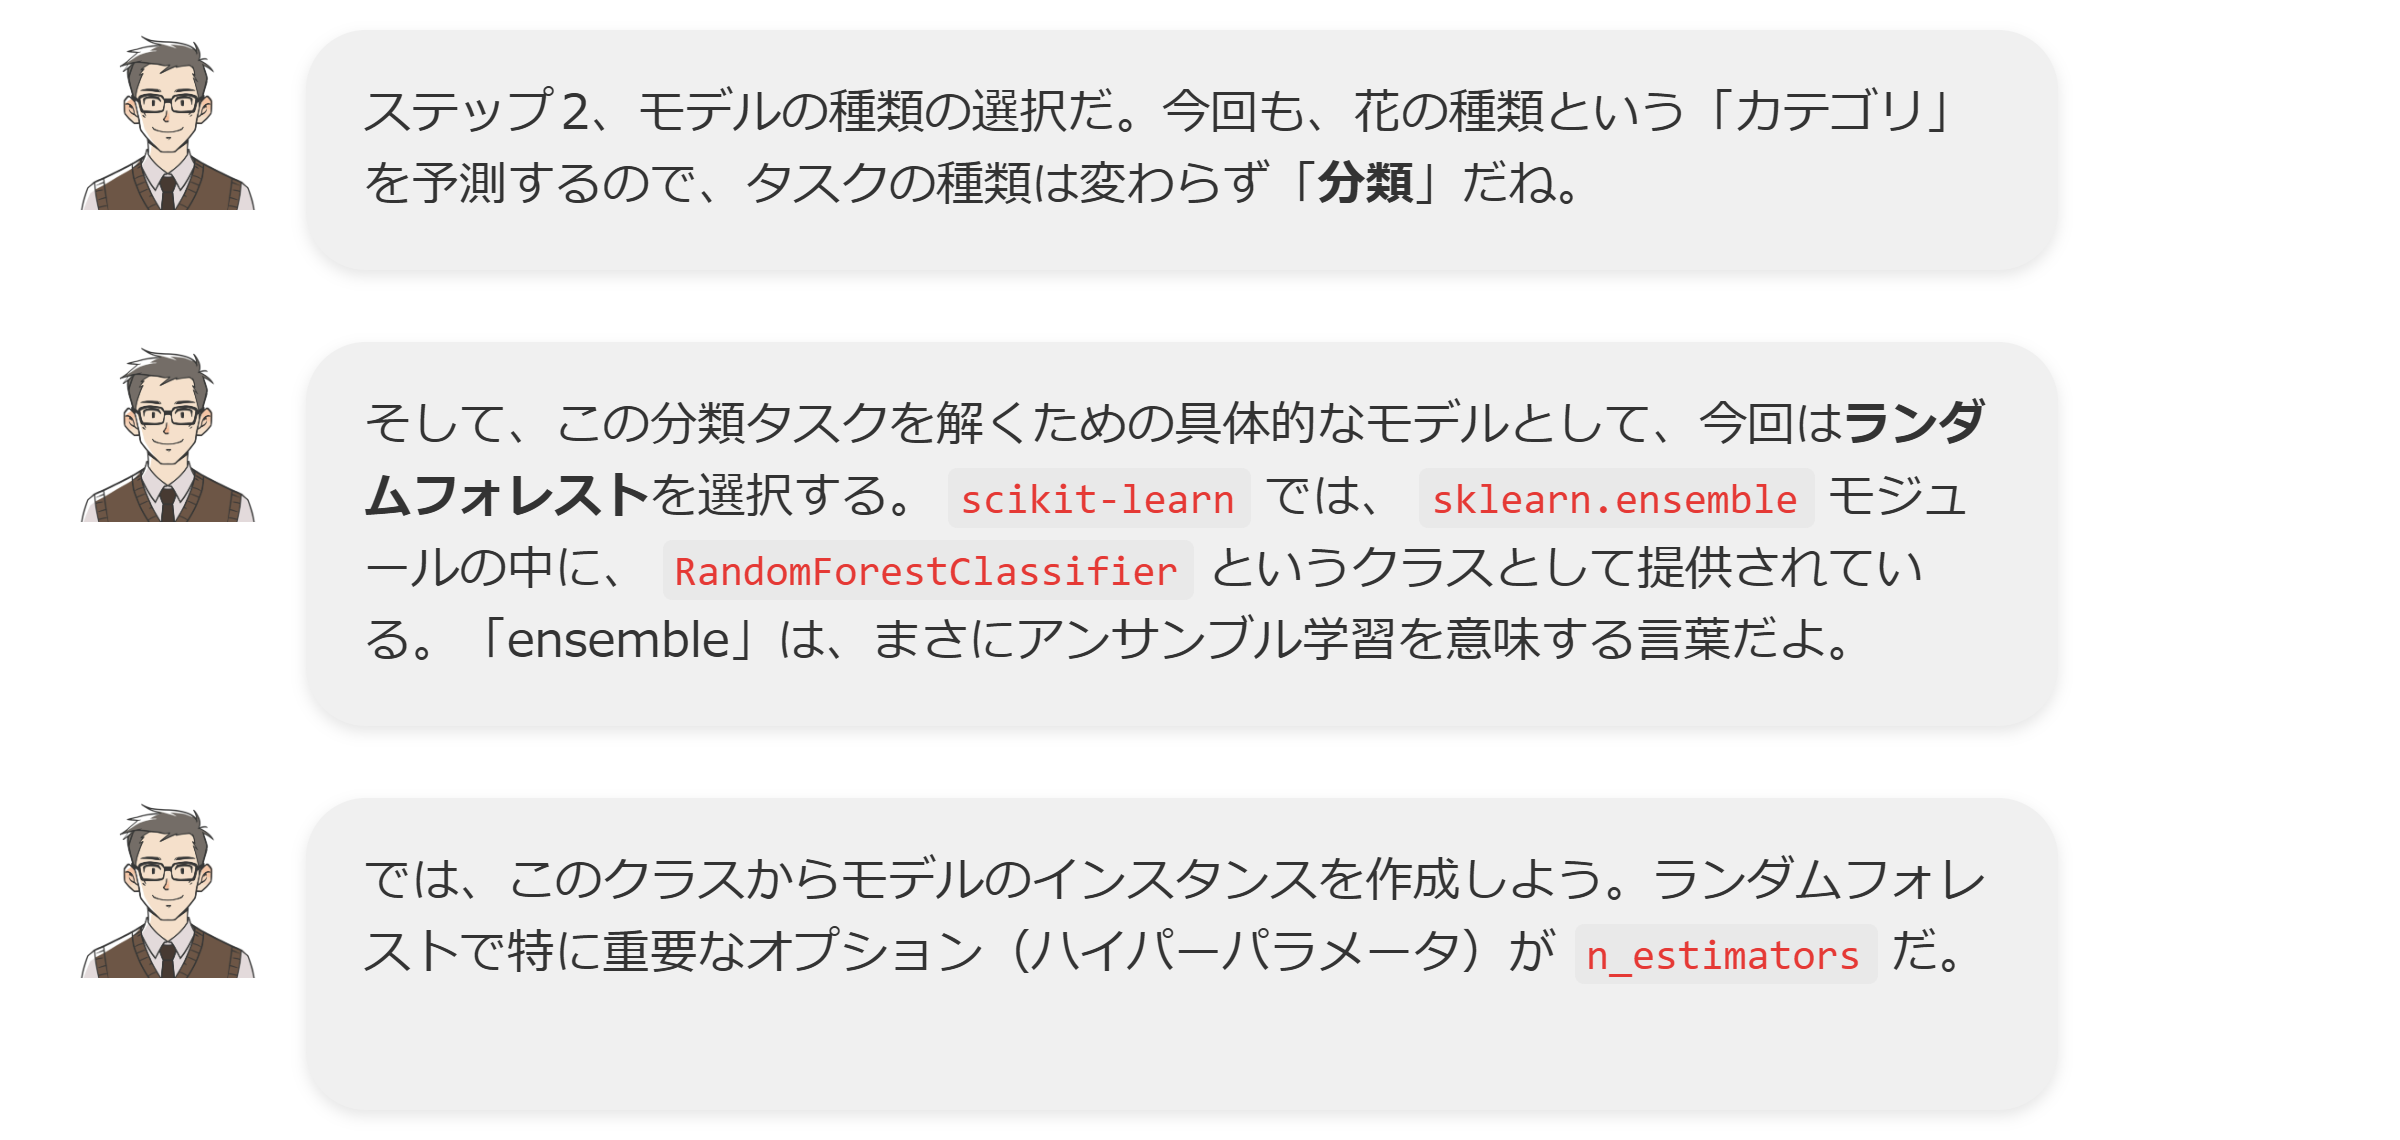 ステップ2、モデルの種類の選択だ。今回も、花の種類という「カテゴリ」
を予測するので、タスクの種類は変わらず「分類」だね。
そして、この分類タスクを解くための具体的なモデルとして、今回はランダ
ムフォレストを選択する。 scikit-learn では、 sklearn.ensemble モジュ
ールの中に、 RandomForestClassifier というクラスとして提供されてい
る。「ensemble」は、まさにアンサンブル学習を意味する言葉だよ。
では、このクラスからモデルのインスタンスを作成しよう。ランダムフォレ
ストで特に重要なオプション（ハイパーパラメータ）が n_estimators だ。